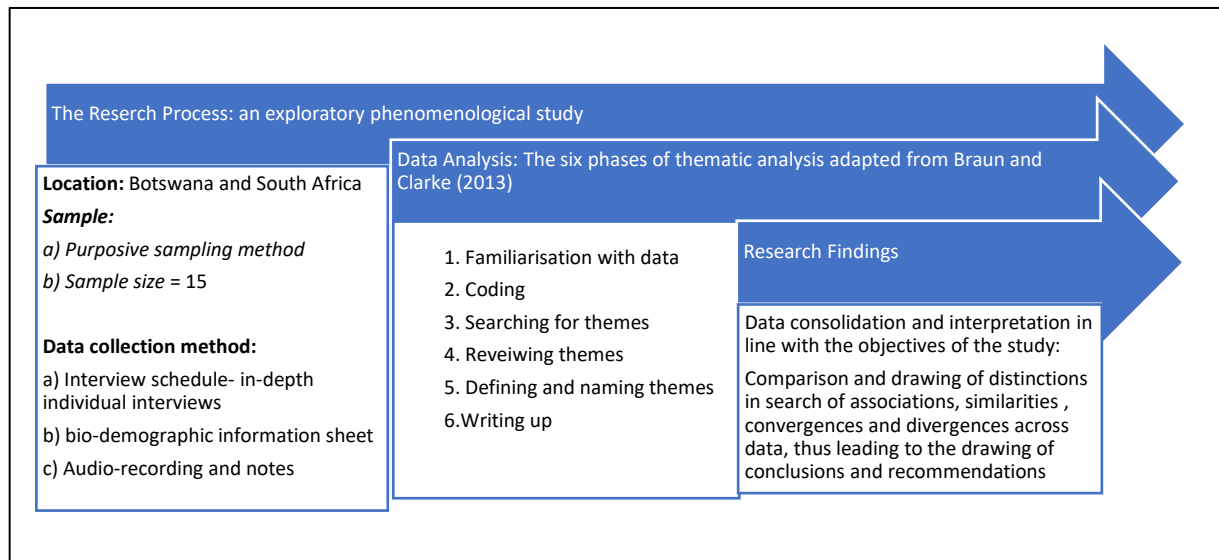 The Reserch Process: an exploratory phenomenological study
Location: Botswana and South Africa
Sample:
a) Purposive sampling method
b) Sample size = 15
Data collection method:
a) Interview schedule- in-depth
individual interviews
b) bio-demographic information sheet
c) Audio-recording and notes
Data Analysis: The six phases of thematic analysis adapted from Braun and
Clarke (2013)
1. Familiarisation with data
2. Coding
3. Searching for themes
4. Reveiwing themes
5. Defining and naming themes
6.Writing up
Research Findings
Data consolidation and interpretation in
line with the objectives of the study:
Comparison and drawing of distinctions
in search of associations, similarities ,
convergences and divergences across
data, thus leading to the drawing of
conclusions and recommendations